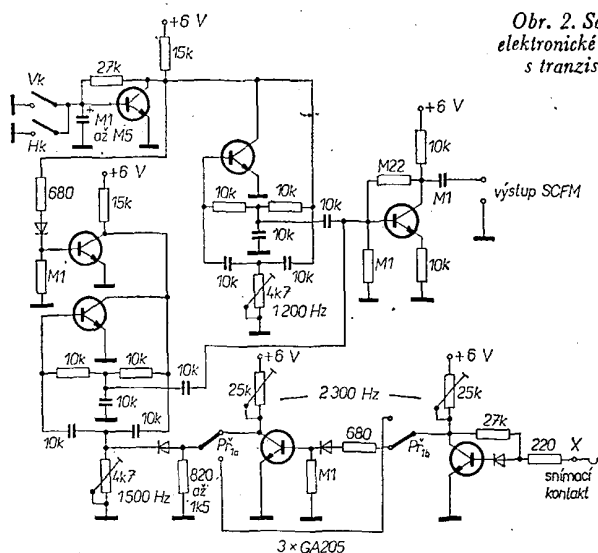 Obr. 2. Se
elektronické
s tranzis
+6 V
15k
27k
Vk
Hk
+
M1
až M5
+6 V
10k
M22
M1
výstup SCFM
M1
10k
680
+6 V
15k
M1
10k
10k
10k
10k
10k
10k
4k7
1200 Hz
10k
10k
10k
10k
10k
10k
4k7
1500 Hz
+6 V
25k
2300 Hz
+6 V
25k
27k
Př1a
820
až
1k5
M1
680
Př1b
220
X
snímací
kontakt
3 × GA205